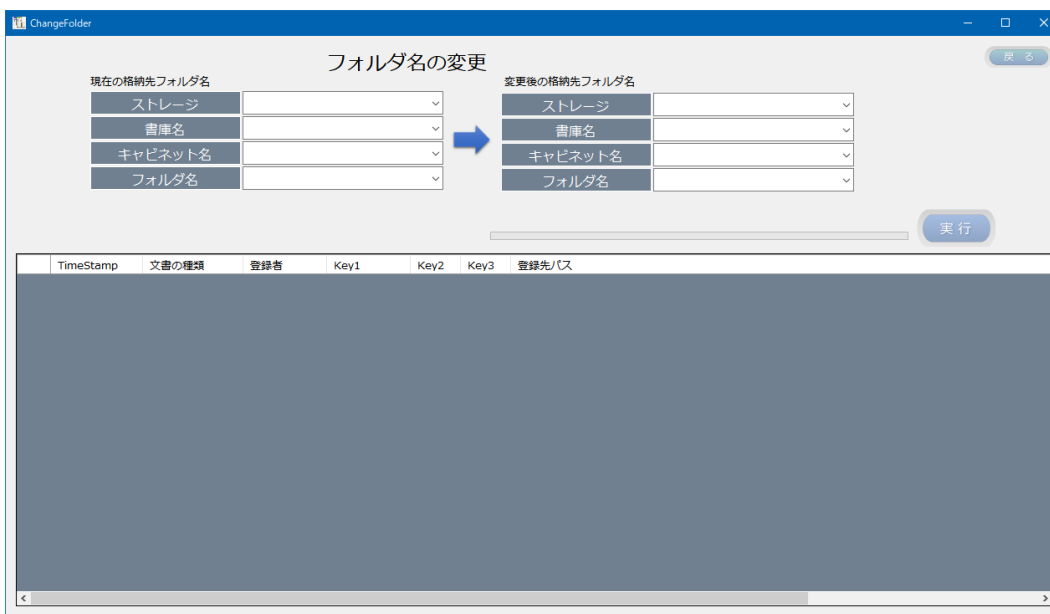 ChangeFolder
フォルダ名の変更
戻る
現在の格納先フォルダ名
ストレージ
書庫名
キャビネット名
フォルダ名
変更後の格納先フォルダ名
ストレージ
書庫名
キャビネット名
フォルダ名
実行
TimeStamp 文書の種類 登録者 Key1 Key2 Key3 登録先パス